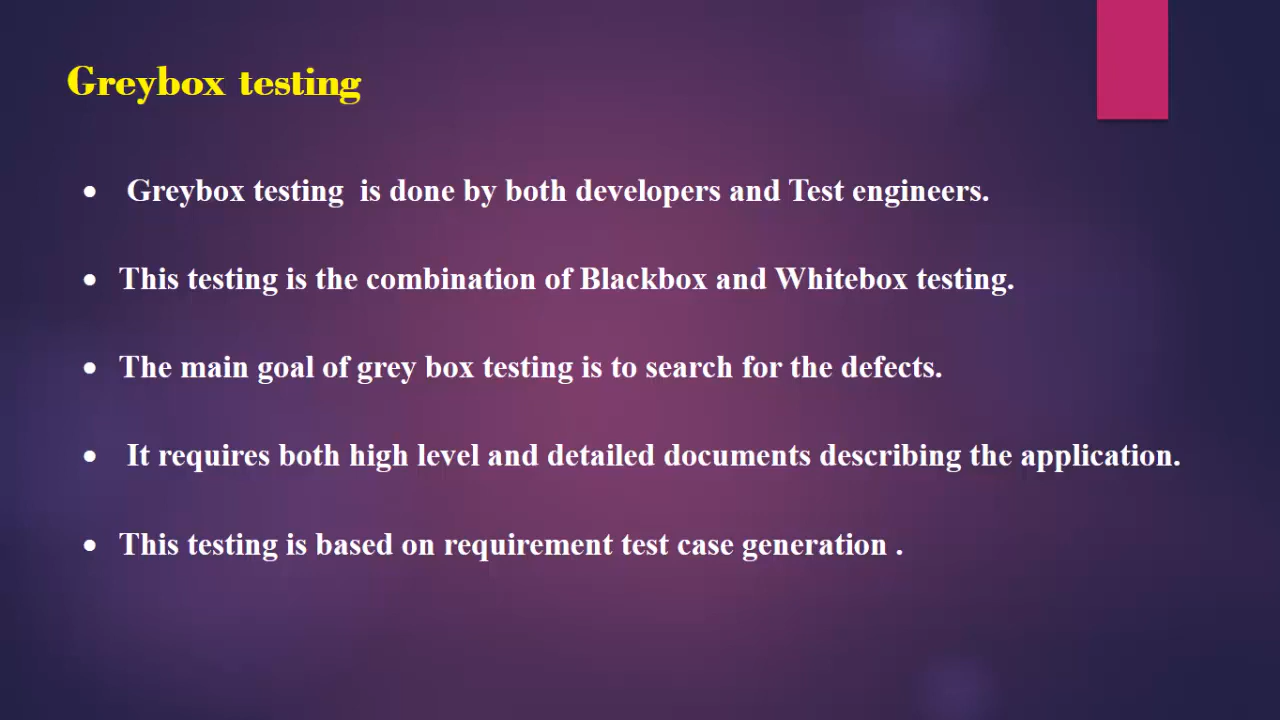 Greybox testing
• Greybox testing is done by both developers and Test engineers.
• This testing is the combination of Blackbox and Whitebox testing.
• The main goal of grey box testing is to search for the defects.
• It requires both high level and detailed documents describing the application.
• This testing is based on requirement test case generation .